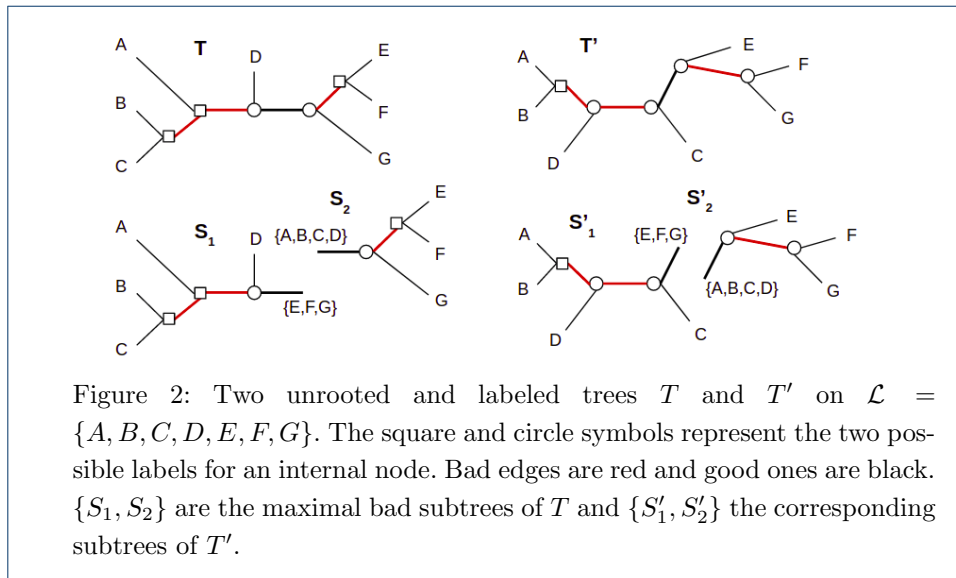 A T D E
B F
C G
A T' E
B F
D C G
A S₁ D {E,F,G}
B
C
S₂ {A,B,C,D} E
F
G
A S'₁ {E,F,G}
B
D C
S'₂ E
F
{A,B,C,D} G
Figure 2: Two unrooted and labeled trees T and T′ on ℒ =
{A, B, C, D, E, F, G}. The square and circle symbols represent the two pos-
sible labels for an internal node. Bad edges are red and good ones are black.
{S₁, S₂} are the maximal bad subtrees of T and {S′₁, S′₂} the corresponding
subtrees of T′.